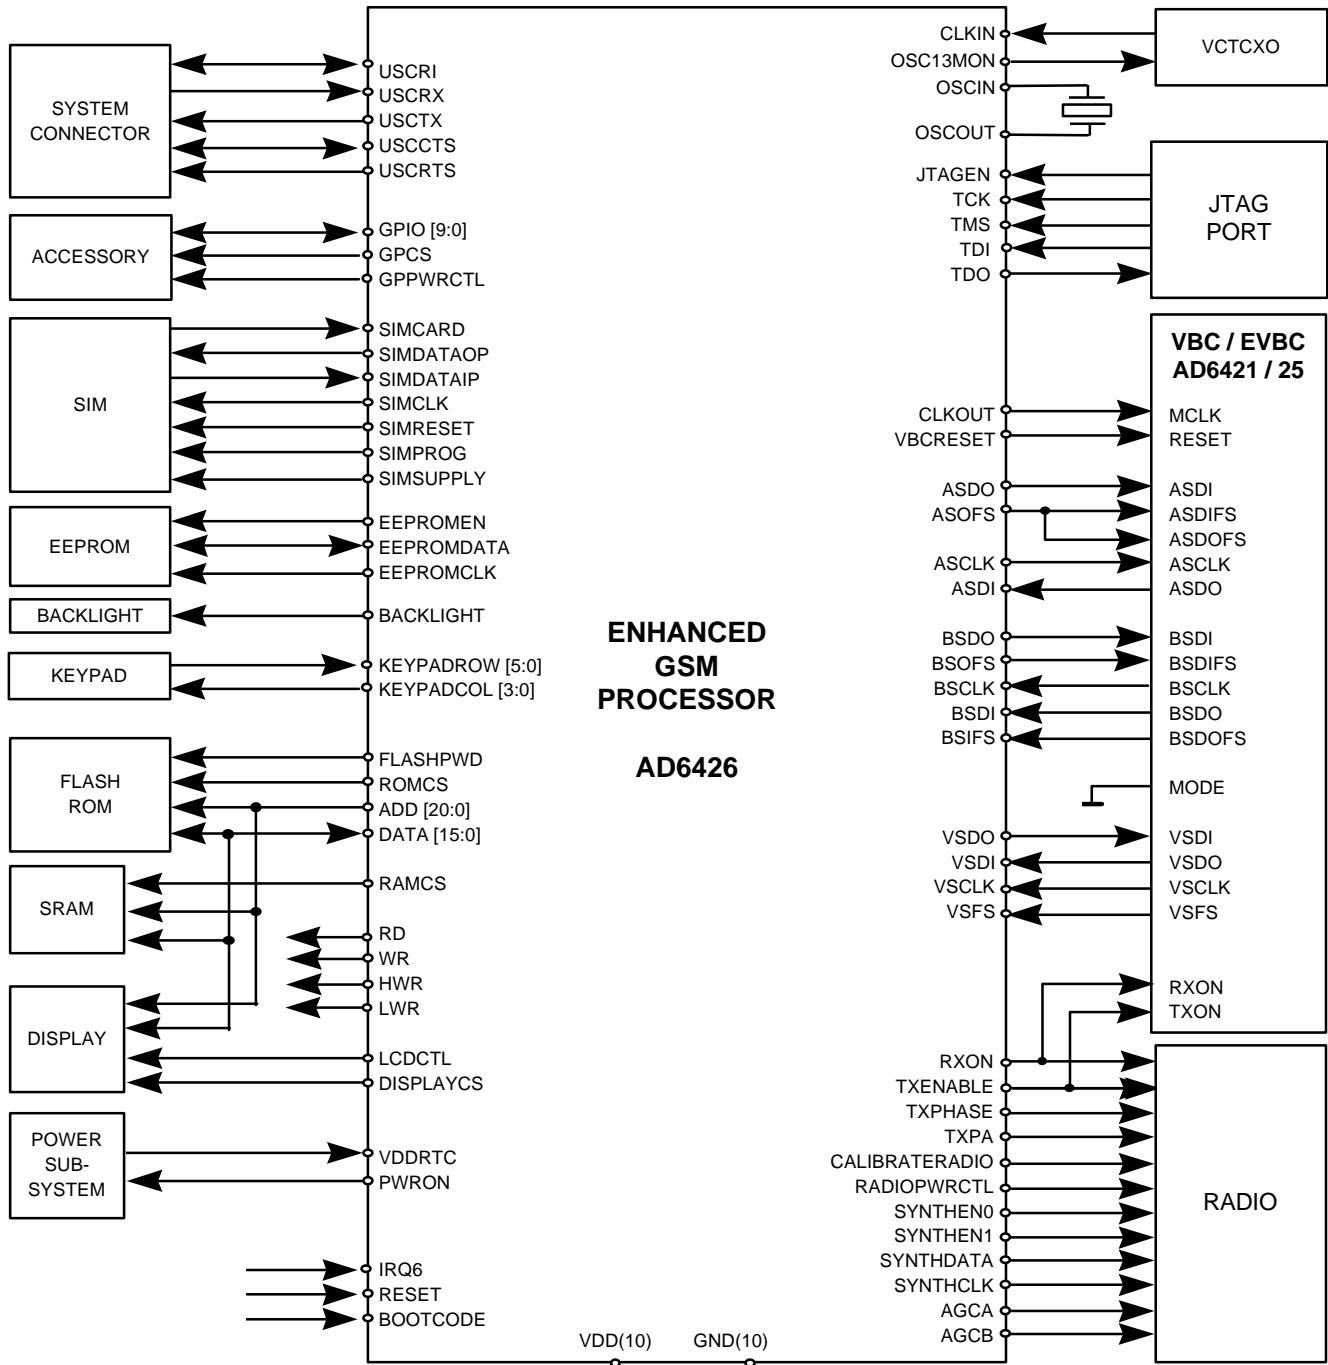 SYSTEM
CONNECTOR
USCRI
USCRX
USCTX
USCCTS
USCRTS
ACCESSORY
GPIO [9:0]
GPCS
GPPWRCTL
SIM
SIMCARD
SIMDATAOP
SIMDATAIP
SIMCLK
SIMRESET
SIMPROG
SIMSUPPLY
EEPROM
EEPROMEN
EEPROMDATA
EEPROMCLK
BACKLIGHT
BACKLIGHT
KEYPAD
KEYPADROW [5:0]
KEYPADCOL [3:0]
FLASH
ROM
FLASHPWD
ROMCS
ADD [20:0]
DATA [15:0]
SRAM
RAMCS
RD
WR
HWR
LWR
DISPLAY
LCDCTL
DISPLAYCS
POWER
SUB-
SYSTEM
VDDRTC
PWRON
IRQ6
RESET
BOOTCODE
ENHANCED
GSM
PROCESSOR
AD6426
VDD(10)
GND(10)
CLKIN
OSC13MON
OSCIN
OSCOUT
VCTCXO
JTAGEN
TCK
TMS
TDI
TDO
JTAG
PORT
VBC / EVBC
AD6421 / 25
CLKOUT
VBCRESET
MCLK
RESET
ASDO
ASOFS
ASCLK
ASDI
ASDI
ASDIFS
ASDOFS
ASCLK
ASDO
BSDO
BSOFS
BSCLK
BSDI
BSIFS
BSDI
BSDIFS
BSCLK
BSDO
BSDOFS
MODE
VSDO
VSDI
VSCLK
VSFS
VSDI
VSDO
VSCLK
VSFS
RXON
TXON
RXON
TXENABLE
TXPHASE
TXPA
CALIBRATERADIO
RADIOPWRCTL
SYNTHEN0
SYNTHEN1
SYNTHDATA
SYNTHCLK
AGCA
AGCB
RADIO